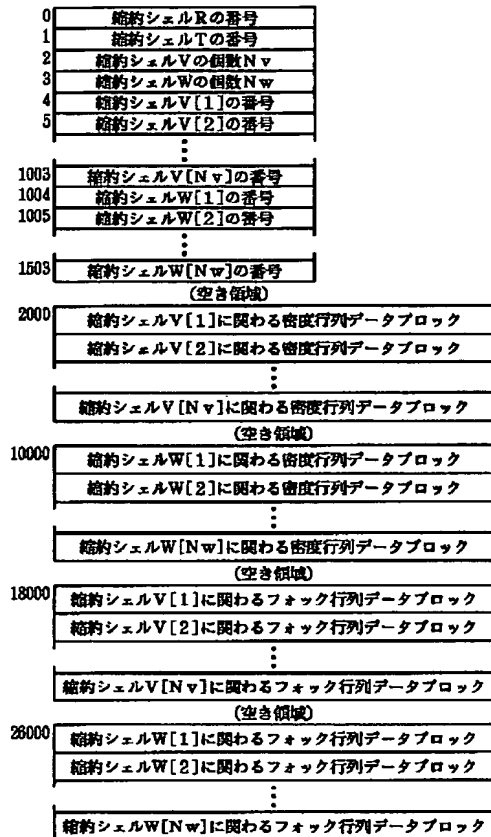 0 縮約シェルRの番号
1 縮約シェルTの番号
2 縮約シェルVの個数Nv
3 縮約シェルWの個数Nw
4 縮約シェルV[1]の番号
5 縮約シェルV[2]の番号
1003 縮約シェルV[Nv]の番号
1004 縮約シェルW[1]の番号
1005 縮約シェルW[2]の番号
1503 縮約シェルW[Nw]の番号
(空き領域)
2000 縮約シェルV[1]に関わる密度行列データブロック
縮約シェルV[2]に関わる密度行列データブロック
縮約シェルV[Nv]に関わる密度行列データブロック
(空き領域)
10000 縮約シェルW[1]に関わる密度行列データブロック
縮約シェルW[2]に関わる密度行列データブロック
縮約シェルW[Nw]に関わる密度行列データブロック
(空き領域)
18000 縮約シェルV[1]に関わるフォック行列データブロック
縮約シェルV[2]に関わるフォック行列データブロック
縮約シェルV[Nv]に関わるフォック行列データブロック
(空き領域)
26000 縮約シェルW[1]に関わるフォック行列データブロック
縮約シェルW[2]に関わるフォック行列データブロック
縮約シェルW[Nw]に関わるフォック行列データブロック